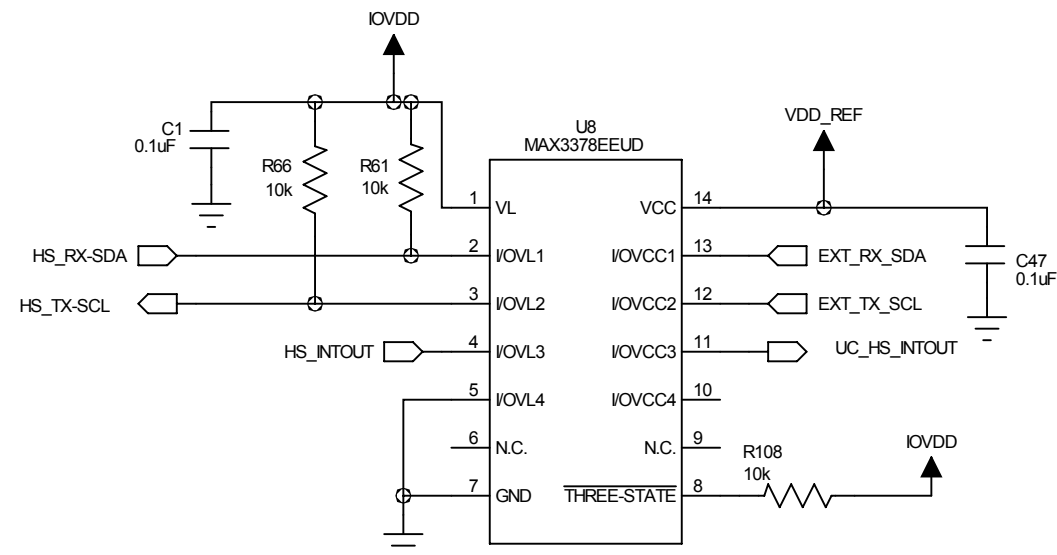 IOVDD
U8
MAX3378EEUD
VDD_REF
C1
0.1uF
R66
10k
R61
10k
1 VL
VCC 14
HS_RX-SDA
2 I/OVL1
I/OVCC1 13
EXT_RX_SDA
C47
0.1uF
HS_TX-SCL
3 I/OVL2
I/OVCC2 12
EXT_TX_SCL
HS_INTOUT
4 I/OVL3
I/OVCC3 11
UC_HS_INTOUT
5 I/OVL4
I/OVCC4 10
6 N.C.
N.C. 9
R108
10k
IOVDD
7 GND
THREE-STATE 8